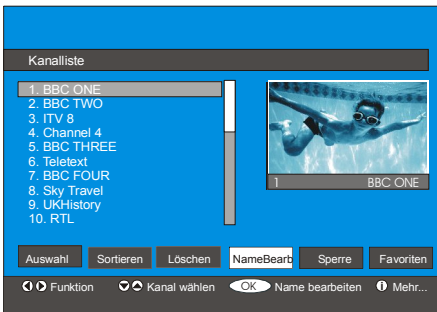 Kanalliste
1. BBC ONE
2. BBC TWO
3. ITV 8
4. Channel 4
5. BBC THREE
6. Teletext
7. BBC FOUR
8. Sky Travel
9. UKHistory
10. RTL
1 BBC ONE
Auswahl Sortieren Löschen NameBearb Sperre Favoriten
Funktion Kanal wählen OK Name bearbeiten i Mehr...